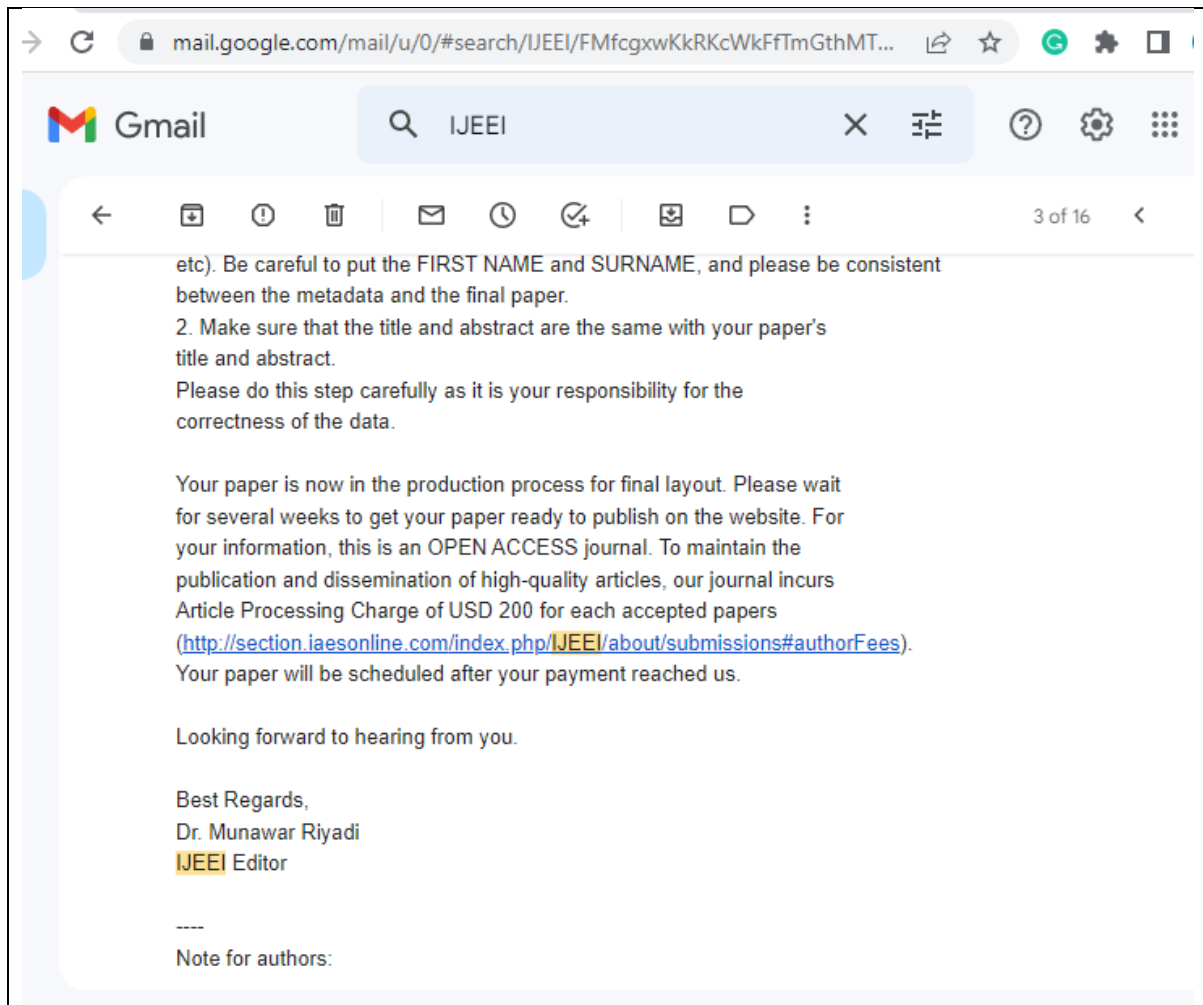 mail.google.com/mail/u/0/#search/IJEEI/FMfcgxwKkRKcWkFfTmGthMT...
Gmail
IJEEI
3 of 16
etc). Be careful to put the FIRST NAME and SURNAME, and please be consistent
between the metadata and the final paper.
2. Make sure that the title and abstract are the same with your paper's
title and abstract.
Please do this step carefully as it is your responsibility for the
correctness of the data.
Your paper is now in the production process for final layout. Please wait
for several weeks to get your paper ready to publish on the website. For
your information, this is an OPEN ACCESS journal. To maintain the
publication and dissemination of high-quality articles, our journal incurs
Article Processing Charge of USD 200 for each accepted papers
(http://section.iaesonline.com/index.php/IJEEI/about/submissions#authorFees).
Your paper will be scheduled after your payment reached us.
Looking forward to hearing from you.
Best Regards,
Dr. Munawar Riyadi
IJEEI Editor
----
Note for authors: